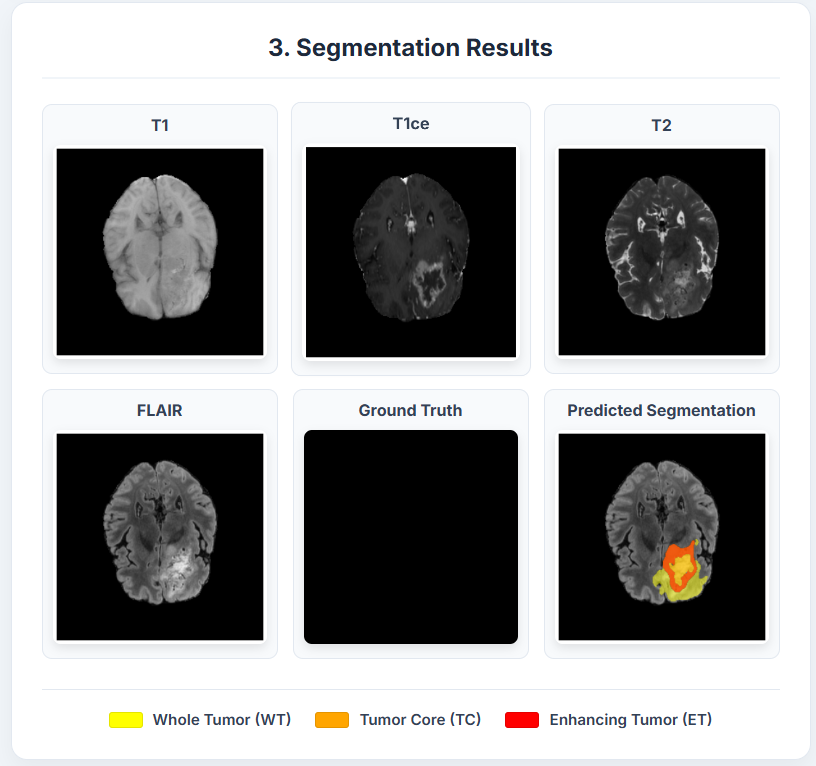 3. Segmentation Results
T1
T1ce
T2
FLAIR
Ground Truth
Predicted Segmentation
Whole Tumor (WT)
Tumor Core (TC)
Enhancing Tumor (ET)